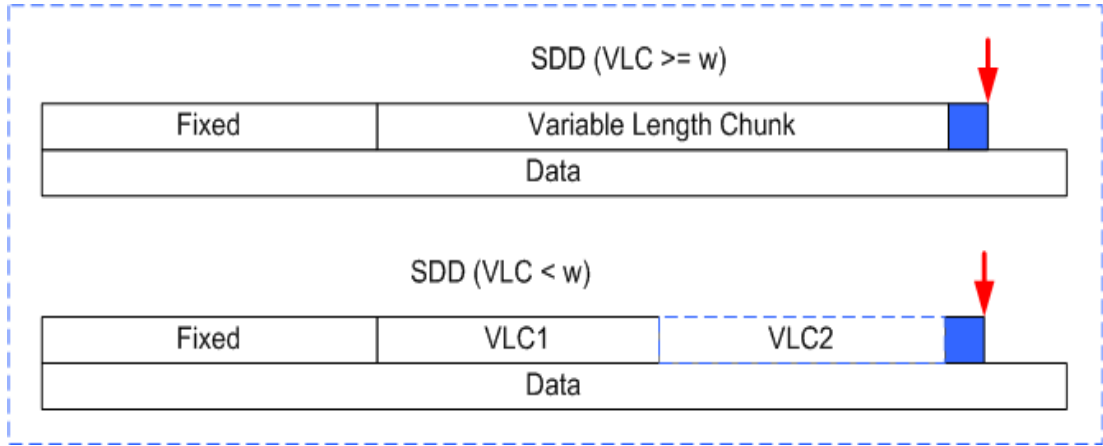 SDD (VLC >= w)
Fixed Variable Length Chunk
Data
SDD (VLC < w)
Fixed VLC1 VLC2
Data